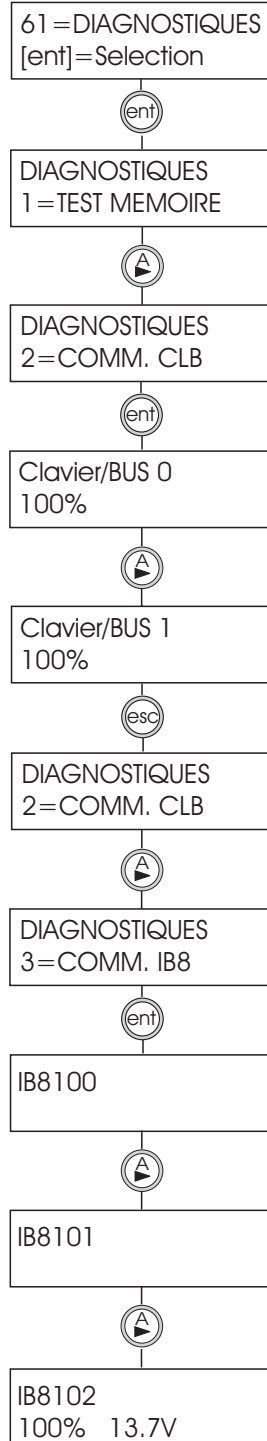 61=DIAGNOSTIQUES
[ent]=Selection
ent
DIAGNOSTIQUES
1=TEST MEMOIRE
A
DIAGNOSTIQUES
2=COMM. CLB
ent
Clavier/BUS 0
100%
A
Clavier/BUS 1
100%
esc
DIAGNOSTIQUES
2=COMM. CLB
A
DIAGNOSTIQUES
3=COMM. IB8
ent
IB8100
A
IB8101
A
IB8102
100% 13.7V